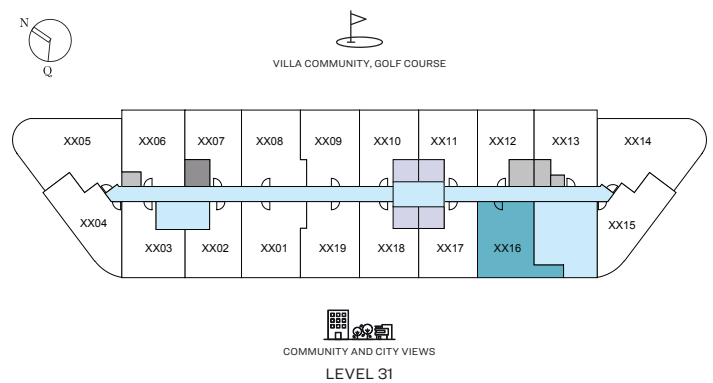 N
Q
VILLA COMMUNITY, GOLF COURSE
XX05 XX06 XX07 XX08 XX09 XX10 XX11 XX12 XX13 XX14
XX04 XX15
XX03 XX02 XX01 XX19 XX18 XX17 XX16
COMMUNITY AND CITY VIEWS
LEVEL 31